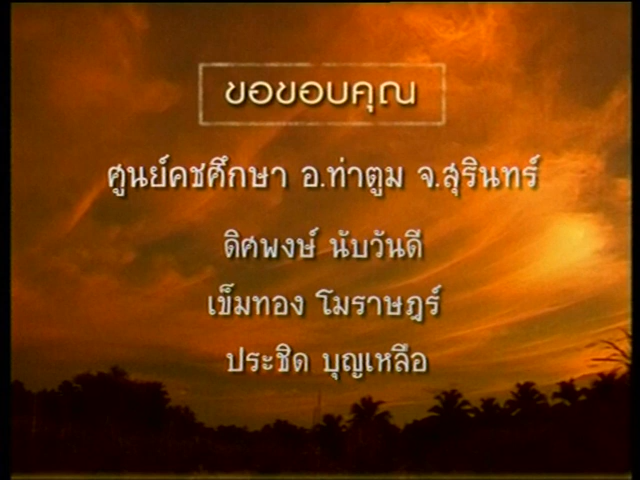 ขอขอบคุณ
ศูนย์คชศึกษา อ.ท่าตูม จ.สุรินทร์
ดิศพงษ์ นับวันดี
เข็มทอง โมราษฎร์
ประชิด บุญเหลือ